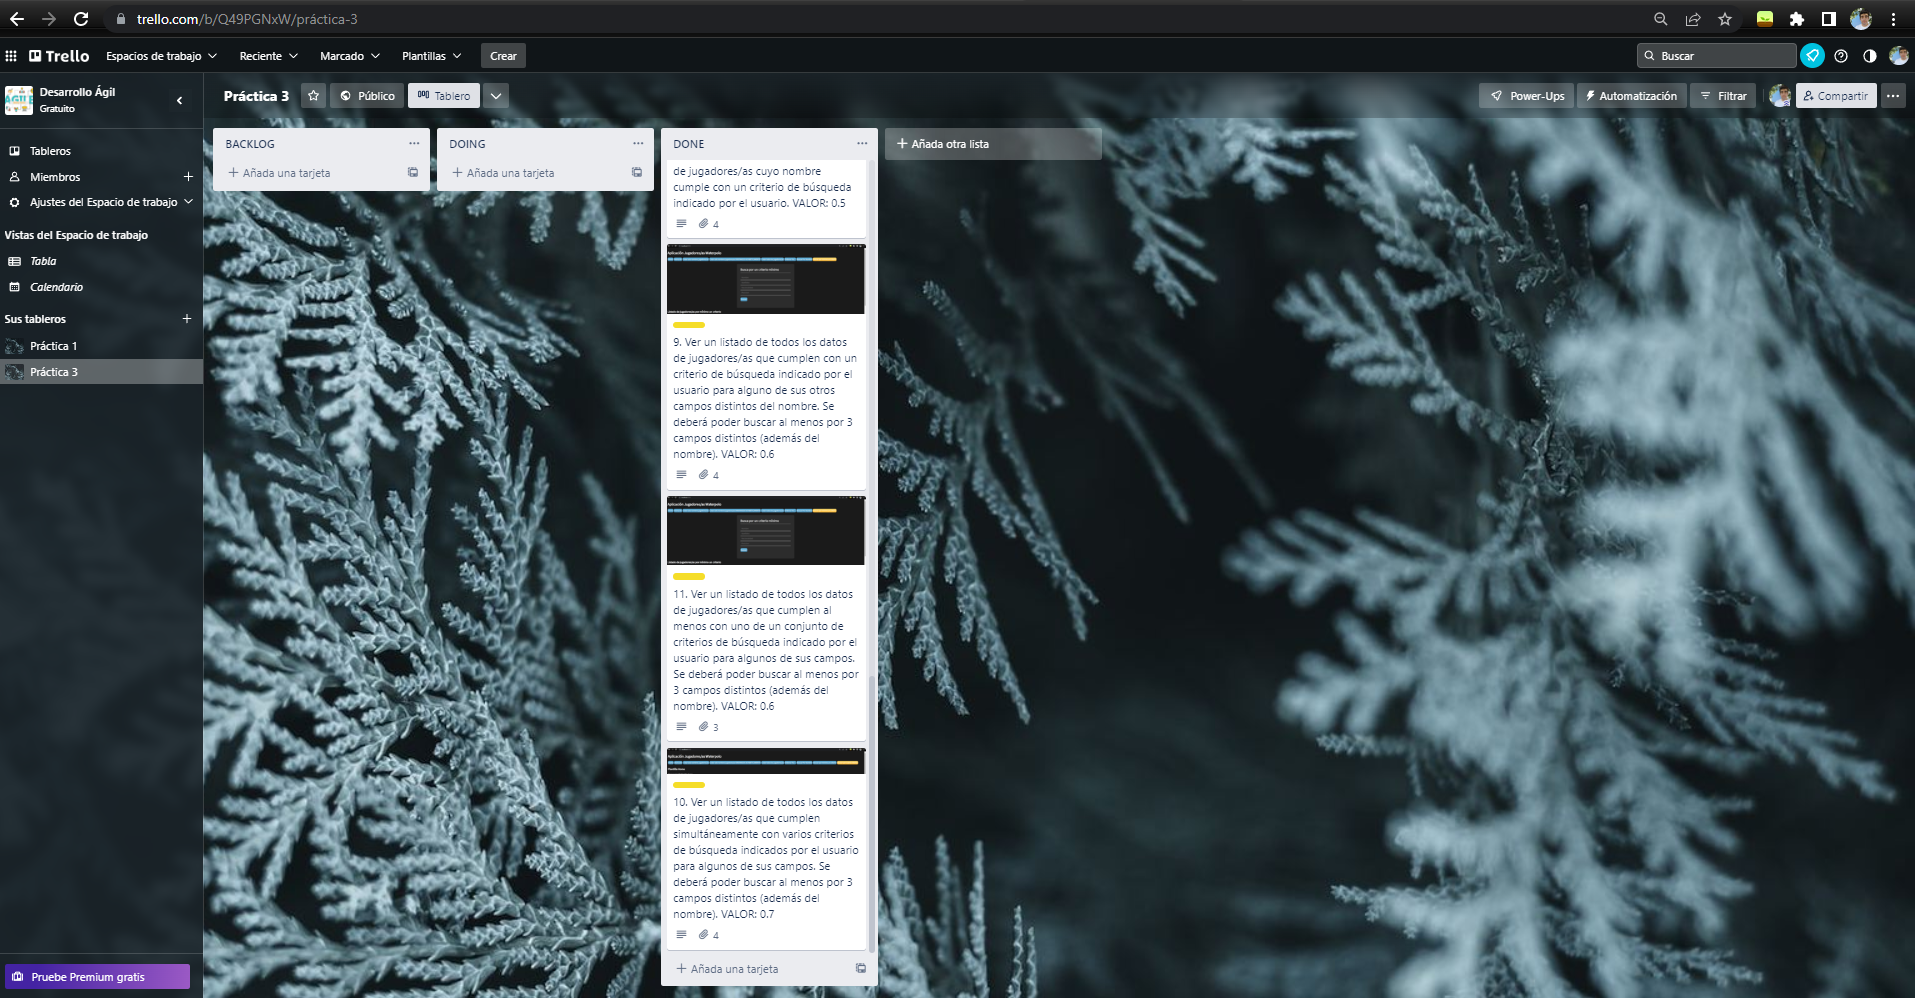 trello.com/b/Q49PGNxW/práctica-3
Trello Espacios de trabajo Reciente Marcado Plantillas Crear Buscar
Desarrollo Ágil
Gratuito
Práctica 3 Público Tablero Power-Ups Automatización Filtrar Compartir
Tableros
Miembros
Ajustes del Espacio de trabajo
Vistas del Espacio de trabajo
Tabla
Calendario
Sus tableros
Práctica 1
Práctica 3
Pruebe Premium gratis
BACKLOG
Añada una tarjeta
DOING
Añada una tarjeta
DONE
de jugadores/as cuyo nombre
cumple con un criterio de búsqueda
indicado por el usuario. VALOR: 0.5
4
9. Ver un listado de todos los datos
de jugadores/as que cumplen con un
criterio de búsqueda indicado por el
usuario para alguno de sus otros
campos distintos del nombre. Se
deberá poder buscar al menos por 3
campos distintos (además del
nombre). VALOR: 0.6
4
11. Ver un listado de todos los datos
de jugadores/as que cumplen al
menos con uno de un conjunto de
criterios de búsqueda indicado por el
usuario para algunos de sus campos.
Se deberá poder buscar al menos por
3 campos distintos (además del
nombre). VALOR: 0.6
3
10. Ver un listado de todos los datos
de jugadores/as que cumplen
simultáneamente con varios criterios
de búsqueda indicados por el usuario
para algunos de sus campos. Se
deberá poder buscar al menos por 3
campos distintos (además del
nombre). VALOR: 0.7
4
Añada una tarjeta
Añada otra lista